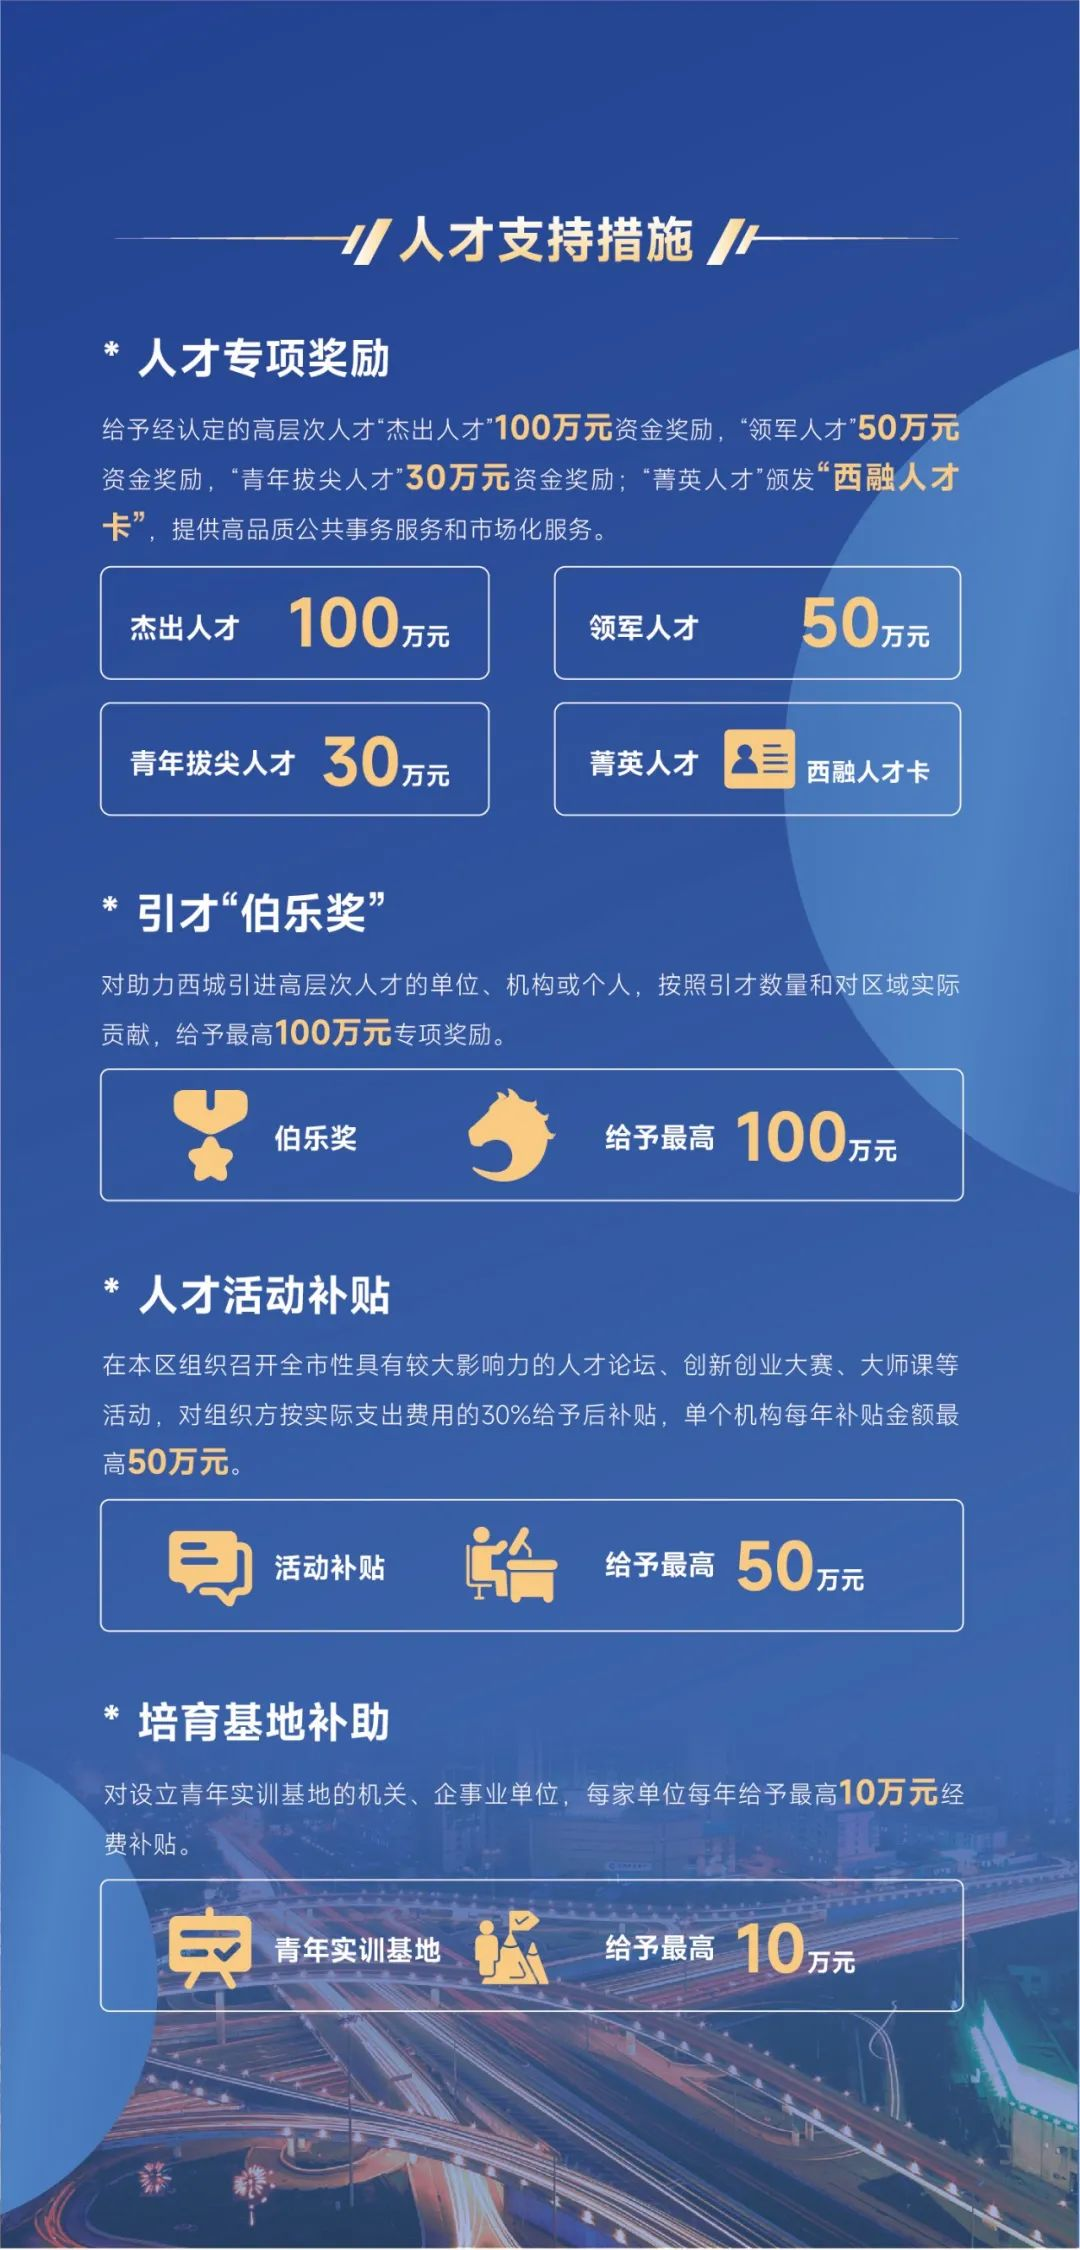 人才支持措施
* 人才专项奖励
给予经认定的高层次人才“杰出人才”100万元资金奖励，“领军人才”50万元
资金奖励，“青年拔尖人才”30万元资金奖励；“菁英人才”颁发“西融人才
卡”，提供高品质公共事务服务和市场化服务。
杰出人才 100万元
领军人才 50万元
青年拔尖人才 30万元
菁英人才 西融人才卡
* 引才“伯乐奖”
对助力西城引进高层次人才的单位、机构或个人，按照引才数量和对区域实际
贡献，给予最高100万元专项奖励。
伯乐奖 给予最高 100万元
* 人才活动补贴
在本区组织召开全市性具有较大影响力的人才论坛、创新创业大赛、大师课等
活动，对组织方按实际支出费用的30%给予后补贴，单个机构每年补贴金额最
高50万元。
活动补贴 给予最高 50万元
* 培育基地补助
对设立青年实训基地的机关、企事业单位，每家单位每年给予最高10万元经
费补贴。
青年实训基地 给予最高 10万元